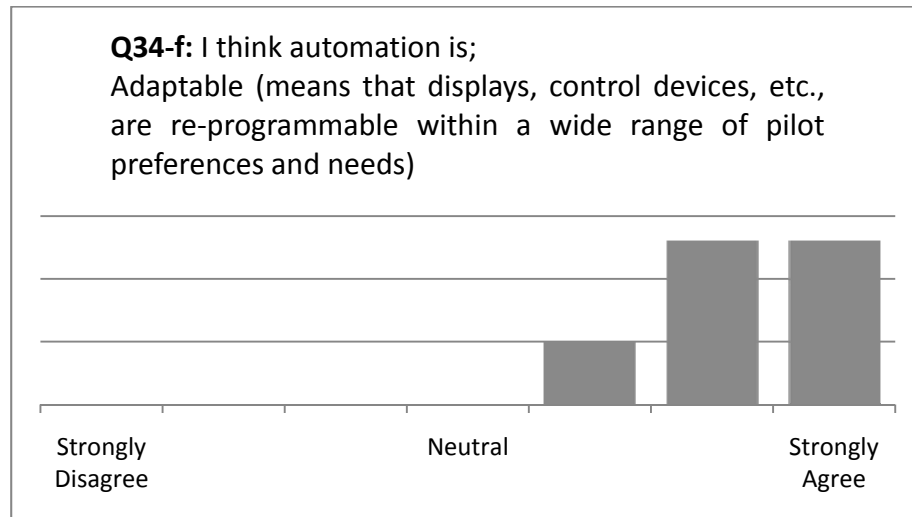 Q34-f: I think automation is;
Adaptable (means that displays, control devices, etc.,
are re-programmable within a wide range of pilot
preferences and needs)
Strongly
Disagree
Neutral
Strongly
Agree